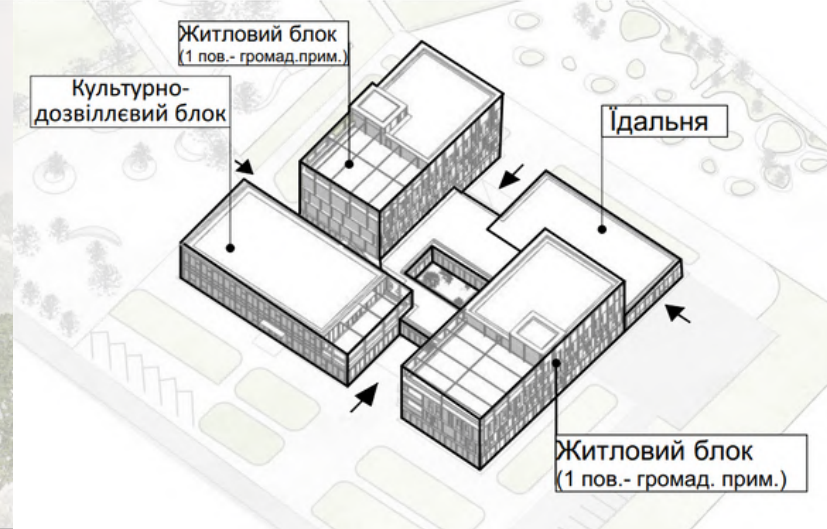 Житловий блок
(1 пов.- громад.прим.)
Культурно-
дозвіллєвий блок
Їдальня
Житловий блок
(1 пов.- громад. прим.)